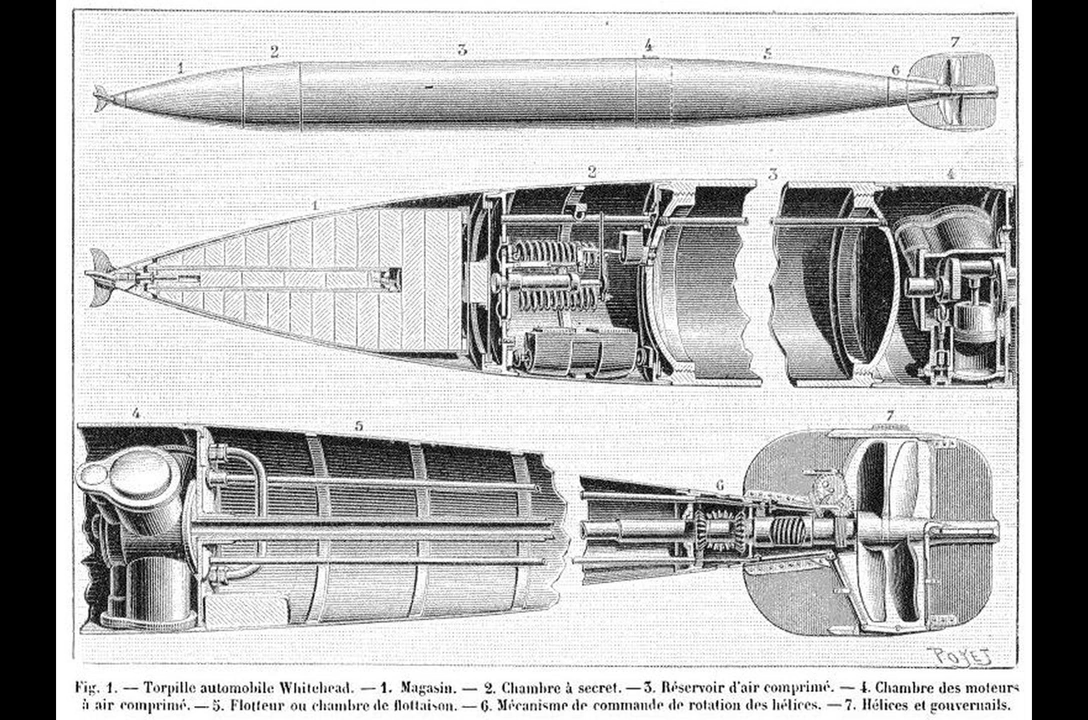 1 2 3 4 5 6 7
1 2 3 4
4 5 6 7
POYET
Fig. 1. — Torpille automobile Whitehead. — 1. Magasin. — 2. Chambre à secret. — 3. Réservoir d'air comprimé. — 4. Chambre des moteurs
à air comprimé. — 5. Flotteur ou chambre de flottaison. — 6. Mécanisme de commande de rotation des hélices. — 7. Hélices et gouvernails.